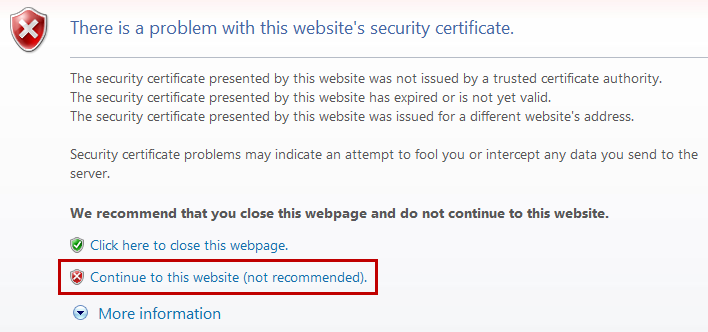 There is a problem with this website's security certificate.
The security certificate presented by this website was not issued by a trusted certificate authority.
The security certificate presented by this website has expired or is not yet valid.
The security certificate presented by this website was issued for a different website's address.
Security certificate problems may indicate an attempt to fool you or intercept any data you send to the
server.
We recommend that you close this webpage and do not continue to this website.
Click here to close this webpage.
Continue to this website (not recommended).
More information